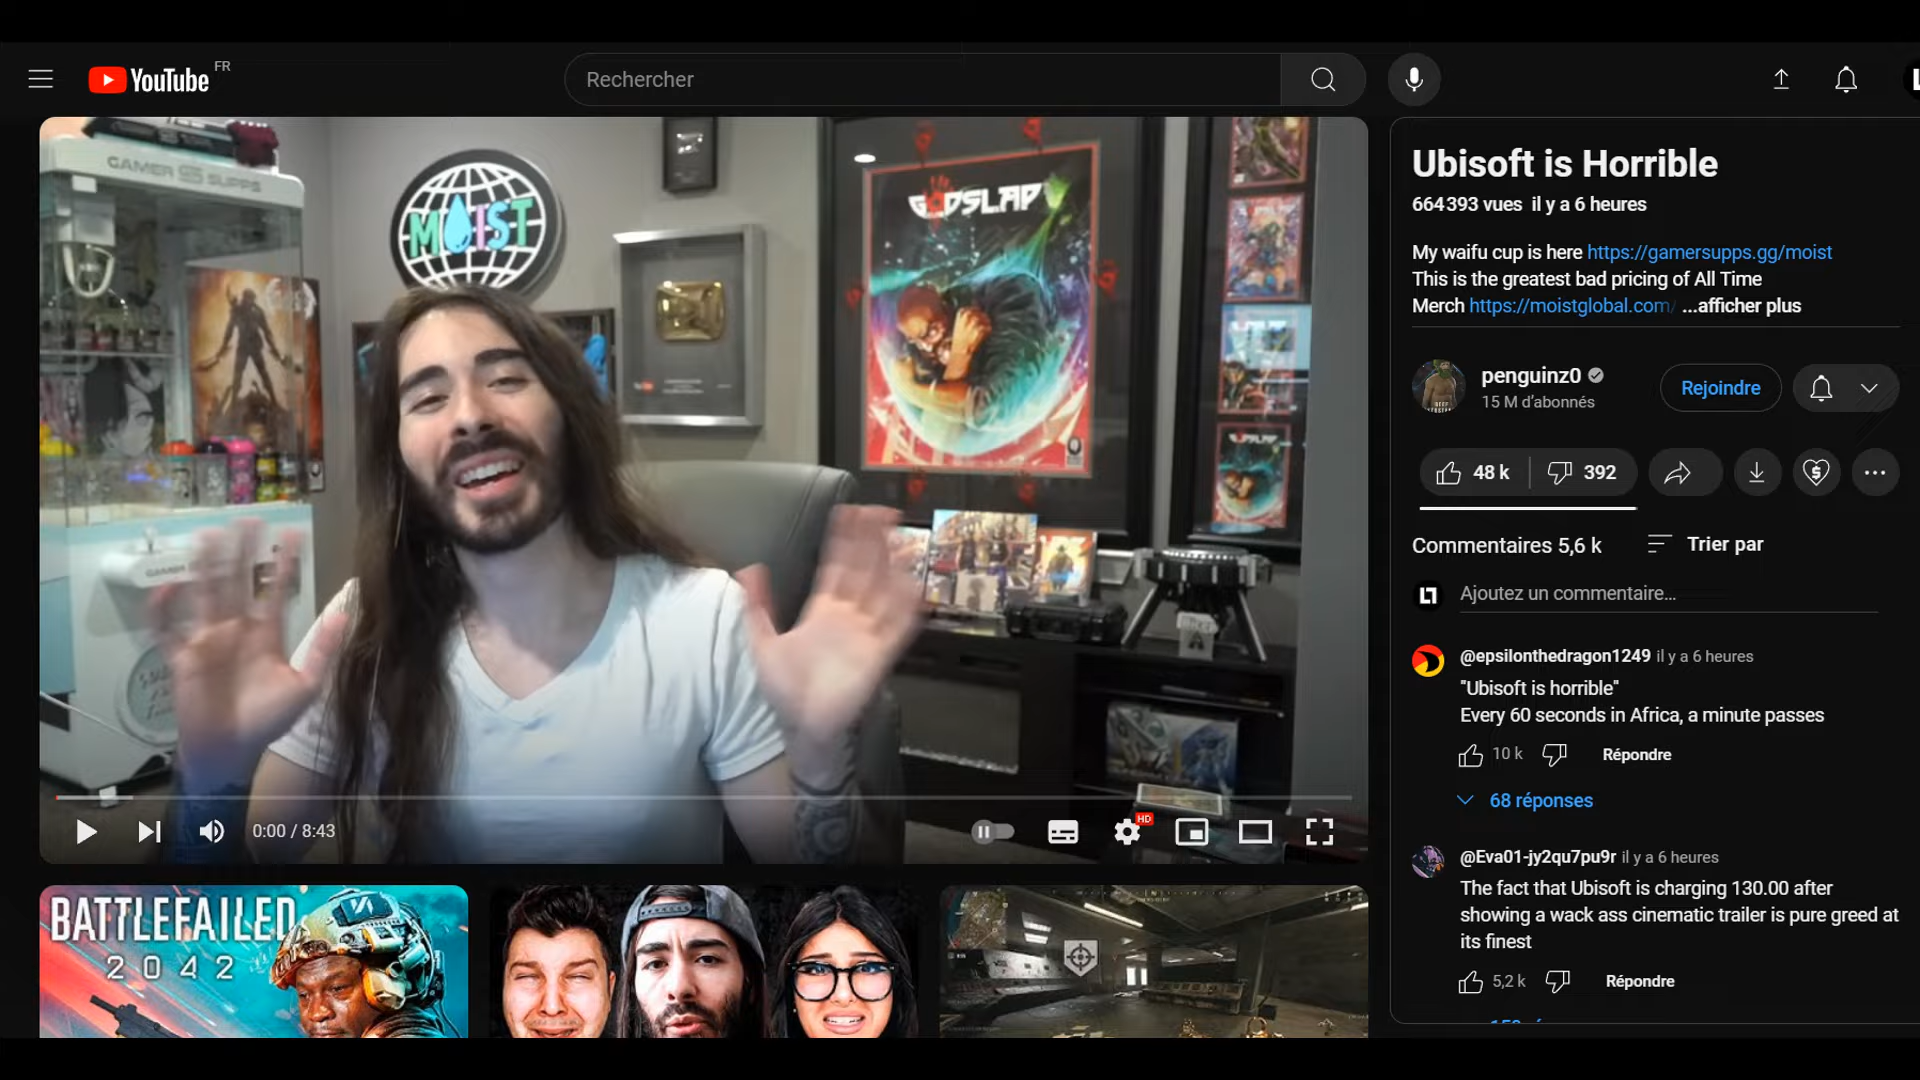 YouTube FR
Rechercher
GAMER SUPPS
MOIST
GODSLAP
0:00 / 8:43
HD
BATTLEFAILED
2042
Ubisoft is Horrible
664 393 vues il y a 6 heures
My waifu cup is here https://gamersupps.gg/moist
This is the greatest bad pricing of All Time
Merch https://moistglobal.com/ ...afficher plus
penguinz0
15 M d’abonnés
Rejoindre
48 k
392
Commentaires 5,6 k
Trier par
Ajoutez un commentaire...
@epsilonthedragon1249 il y a 6 heures
"Ubisoft is horrible"
Every 60 seconds in Africa, a minute passes
10 k
Répondre
68 réponses
@Eva01-jy2qu7pu9r il y a 6 heures
The fact that Ubisoft is charging 130.00 after
showing a wack ass cinematic trailer is pure greed at
its finest
5,2 k
Répondre